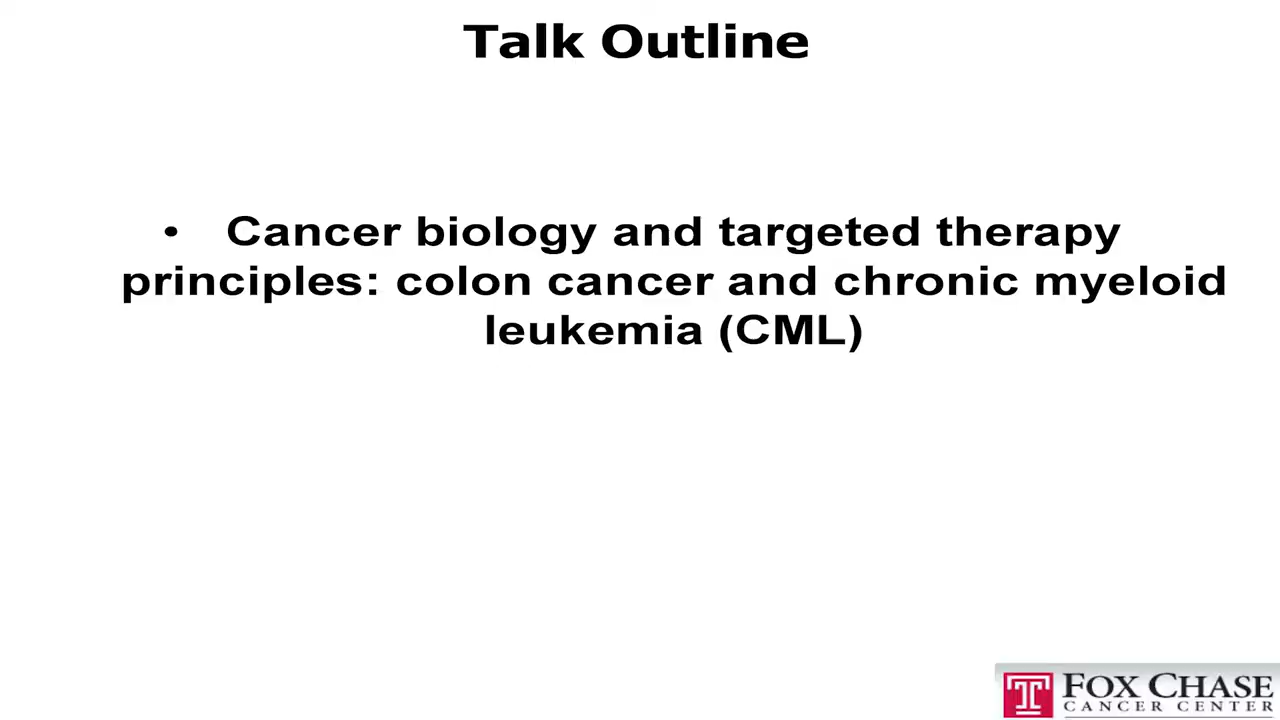 Talk Outline
• Cancer biology and targeted therapy
principles: colon cancer and chronic myeloid
leukemia (CML)
FOX CHASE
CANCER CENTER